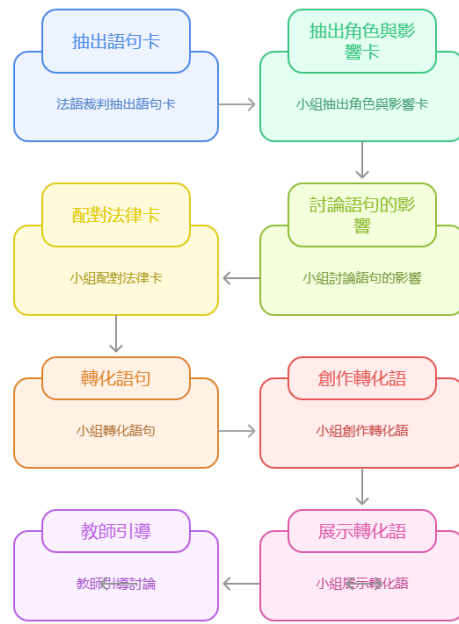 抽出語句卡
法語裁判抽出語句卡
抽出角色與影
響卡
小組抽出角色與影響卡
討論語句的影
響
小組討論語句的影響
配對法律卡
小組配對法律卡
轉化語句
小組轉化語句
創作轉化語
小組創作轉化語
展示轉化語
小組展示轉化語
教師引導
教師引導討論